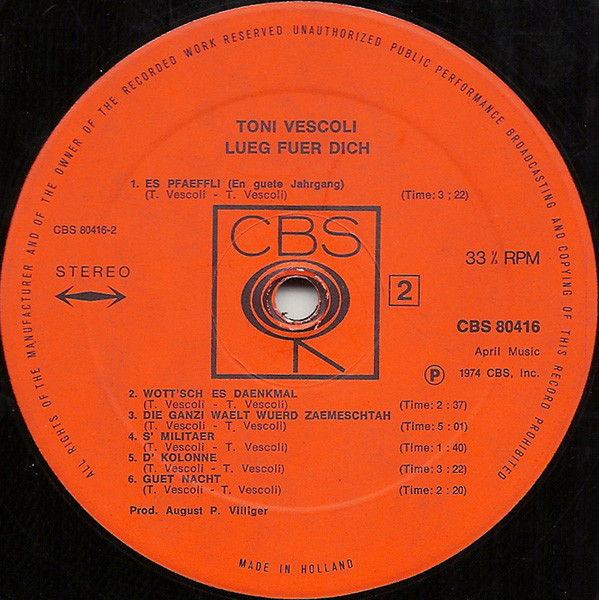 ALL RIGHTS OF THE MANUFACTURER AND OF THE OWNER OF THE RECORDED WORK RESERVED UNAUTHORIZED PUBLIC PERFORMANCE BROADCASTING AND COPYING OF THIS RECORD PROHIBITED
TONI VESCOLI
LUEG FUER DICH
1. ES PFAEFFLI (En guete Jahrgang)
(T. Vescoli - T. Vescoli) (Time: 3 ; 22)
CBS
CBS 80416-2
STEREO
33 ⅓ RPM
2
CBS 80416
April Music
Ⓟ 1974 CBS, Inc.
2. WOTT'SCH ES DAENKMAL
(T. Vescoli - T. Vescoli) (Time: 2 : 37)
3. DIE GANZI WAELT WUERD ZAEMESCHTAH
(T. Vescoli - T. Vescoli) (Time: 5 : 01)
4. S' MILITAER
(T. Vescoli - T. Vescoli) (Time: 1 : 40)
5. D' KOLONNE
(T. Vescoli - T. Vescoli) (Time: 3 : 22)
6. GUET NACHT
(T. Vescoli - T. Vescoli) (Time: 2 : 20)
Prod. August P. Villiger
MADE IN HOLLAND